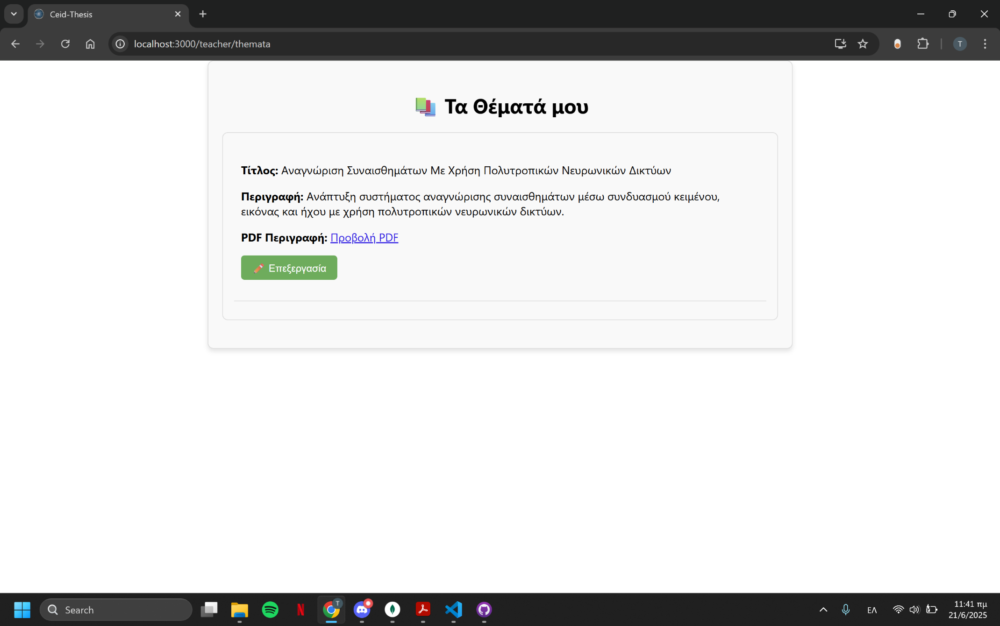 Ceid-Thesis
localhost:3000/teacher/themata
T
Τα Θέματά μου
Τίτλος: Αναγνώριση Συναισθημάτων Με Χρήση Πολυτροπικών Νευρωνικών Δικτύων
Περιγραφή: Ανάπτυξη συστήματος αναγνώρισης συναισθημάτων μέσω συνδυασμού κειμένου,
εικόνας και ήχου με χρήση πολυτροπικών νευρωνικών δικτύων.
PDF Περιγραφή: Προβολή PDF
Επεξεργασία
Search
T
ΕΛ
11:41 πμ
21/6/2025